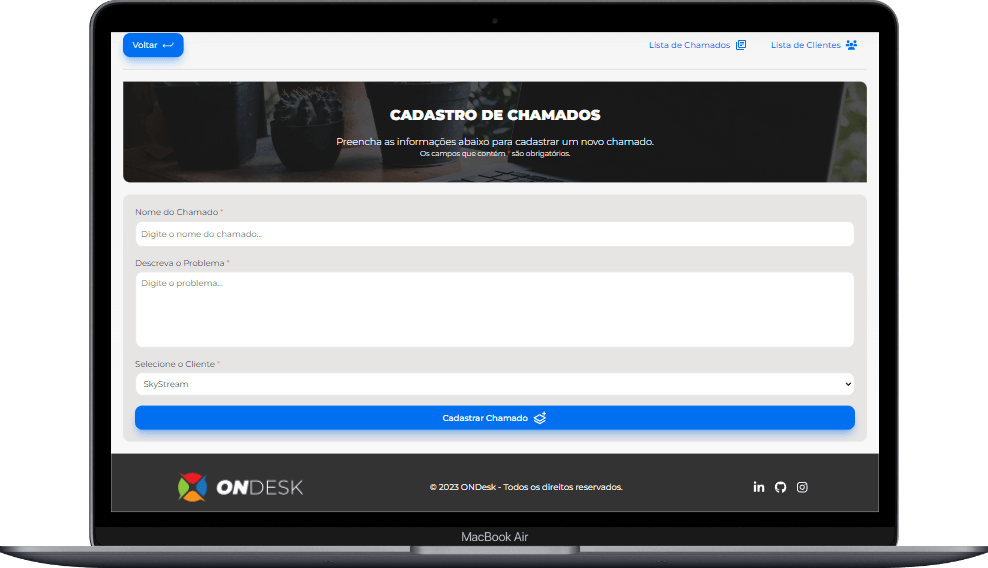 Voltar
Lista de Chamados
Lista de Clientes
CADASTRO DE CHAMADOS
Preencha as informações abaixo para cadastrar um novo chamado.
Os campos que contém * são obrigatórios.
Nome do Chamado *
Digite o nome do chamado...
Descreva o Problema *
Digite o problema...
Selecione o Cliente *
SkyStream
Cadastrar Chamado
ONDESK
© 2023 ONDesk - Todos os direitos reservados.
in
MacBook Air